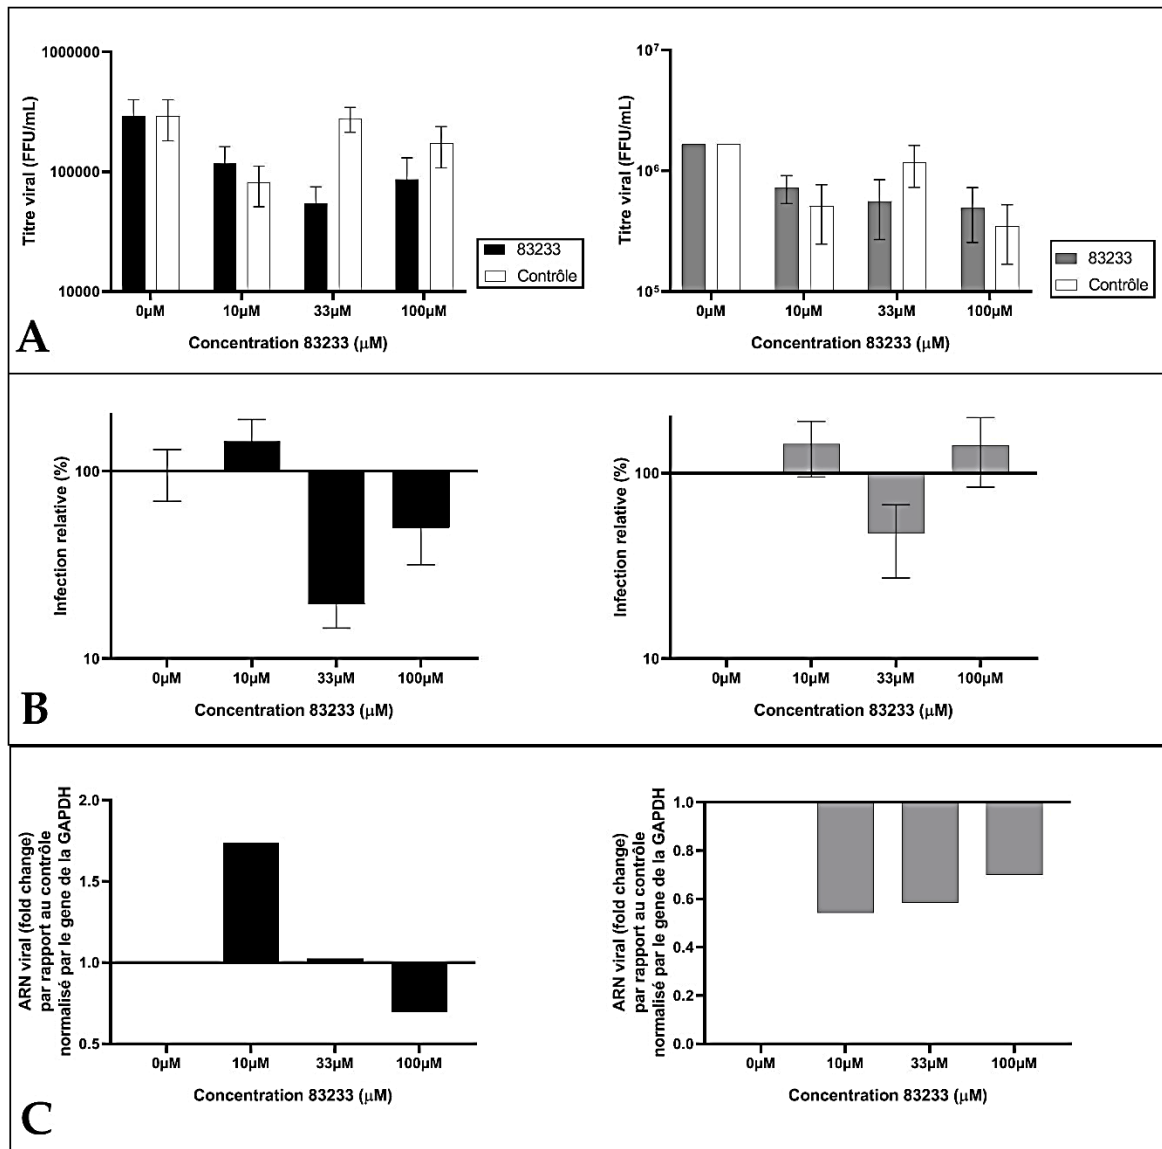 1000000
100000
10000
Titre viral (FFU/mL)
0µM 10µM 33µM 100µM
Concentration 83233 (µM)
83233
Contrôle
10⁷
10⁶
10⁵
Titre viral (FFU/mL)
0µM 10µM 33µM 100µM
Concentration 83233 (µM)
83233
Contrôle
A
100
10
Infection relative (%)
0µM 10µM 33µM 100µM
Concentration 83233 (µM)
100
10
Infection relative (%)
0µM 10µM 33µM 100µM
Concentration 83233 (µM)
B
ARN viral (fold change)
par rapport au contrôle
normalisé par le gene de la GAPDH
2.0
1.5
1.0
0.5
0µM 10µM 33µM 100µM
Concentration 83233 (µM)
ARN viral (fold change)
par rapport au contrôle
normalisé par le gene de la GAPDH
1.0
0.8
0.6
0.4
0.2
0.0
0µM 10µM 33µM 100µM
Concentration 83233 (µM)
C